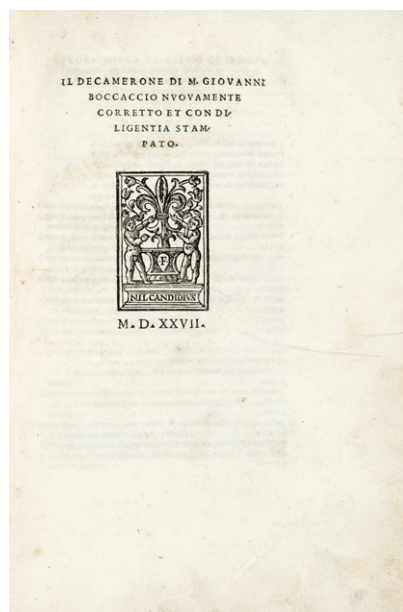 IL DECAMERONE DI M. GIOVANNI
BOCCACCIO NVOVAMENTE
CORRETTO ET CON DI/
LIGENTIA STAM/
PATO.
F
NIL CANDIDIVS
M. D. XXVII.